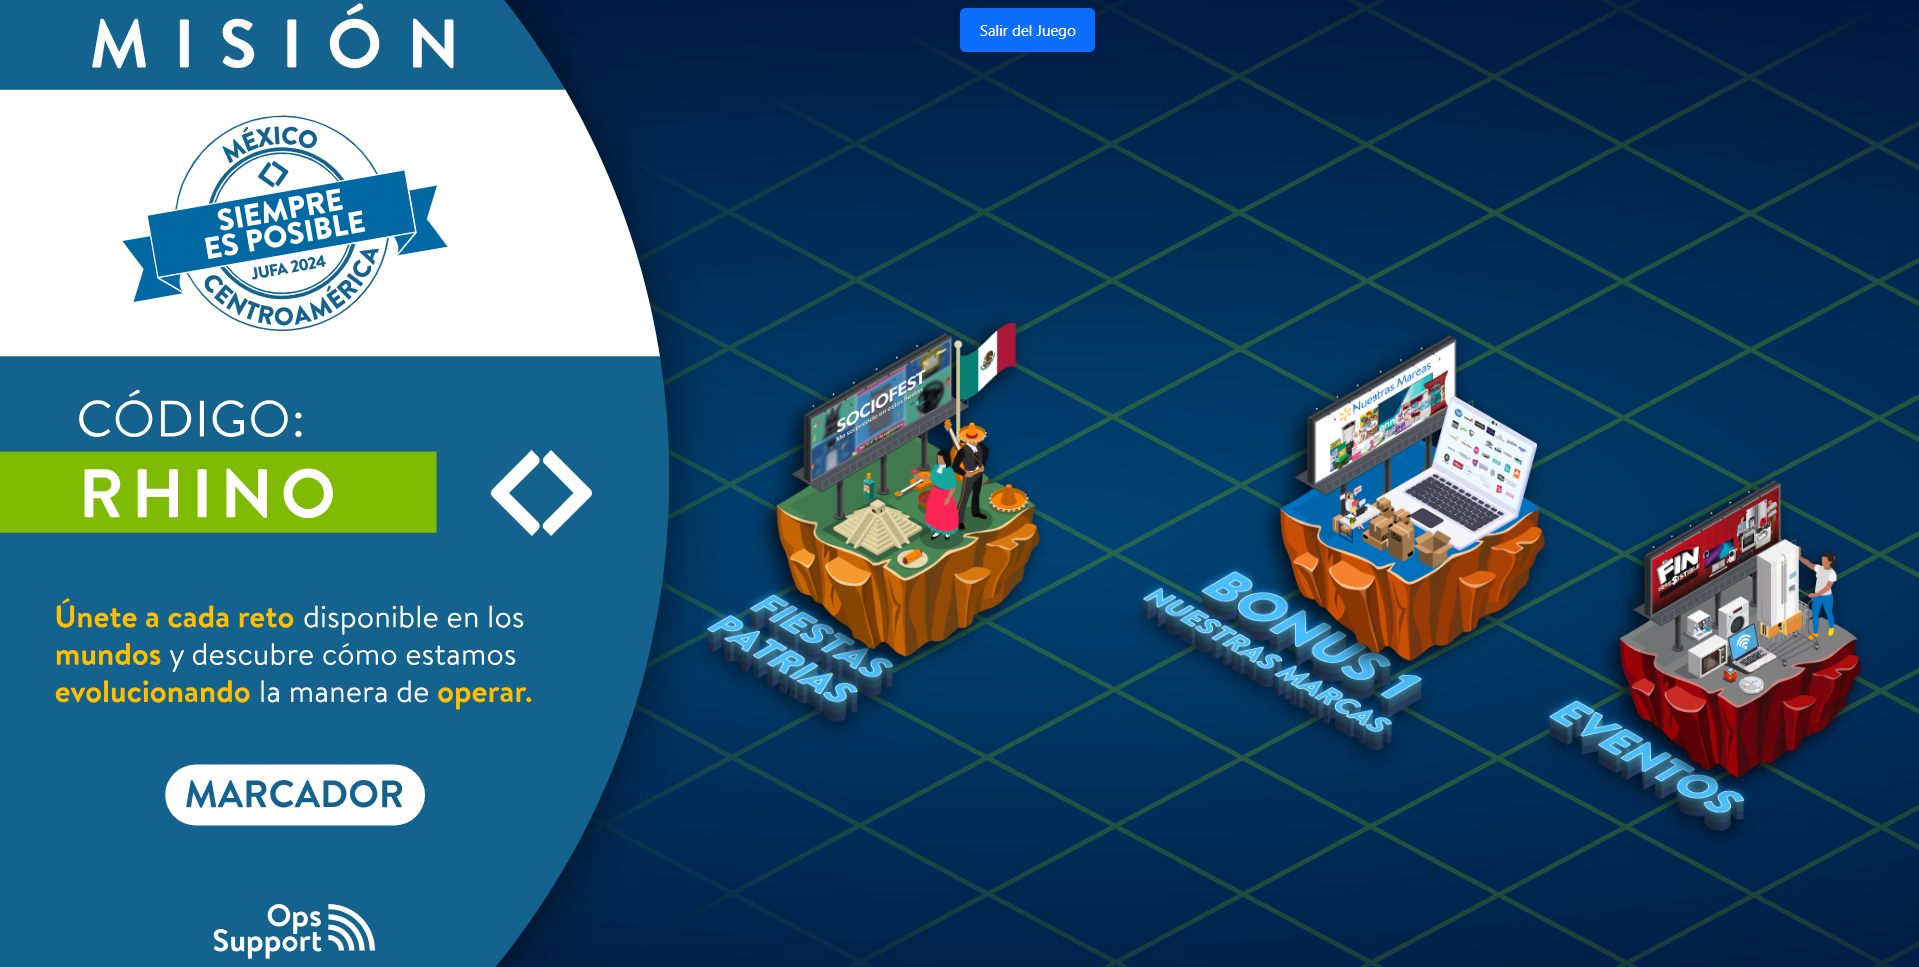 MISIÓN
Salir del Juego
MÉXICO
SIEMPRE
ES POSIBLE
JUFA 2024
CENTROAMÉRICA
CÓDIGO:
RHINO
Únete a cada reto disponible en los
mundos y descubre cómo estamos
evolucionando la manera de operar.
MARCADOR
Ops
Support
SOCIOFEST
FIESTAS
PATRIAS
Nuestras Marcas
BONUS 1
NUESTRAS MARCAS
FIN
EVENTOS